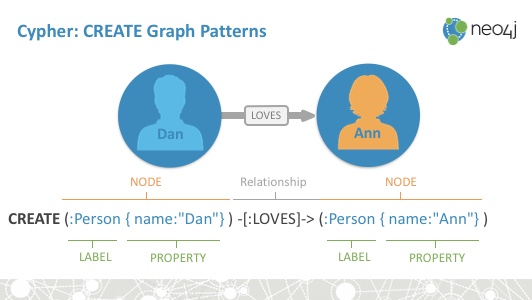 Cypher: CREATE Graph Patterns
neo4j
Dan
LOVES
Ann
NODE
Relationship
NODE
CREATE (:Person { name:"Dan"} ) -[:LOVES]-> (:Person { name:"Ann"} )
LABEL
PROPERTY
LABEL
PROPERTY